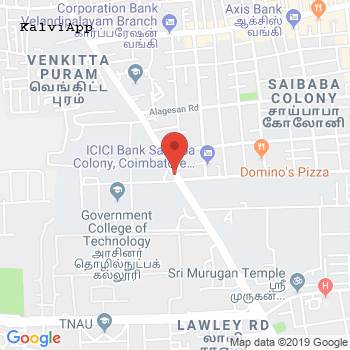 Corporation Bank
Velandipalayam Branch
கார்ப்பரேஷன்
வங்கி
KalviApp
Axis Bank
ஆக்சிஸ்
வங்கி
VENKITTA
PURAM
வெங்கிட்ட
புரம்
SAIBABA
COLONY
சாய்பாபா
கோலோனி
Alagesan Rd
ICICI Bank Saibaba
Colony, Coimbatore...
Domino's Pizza
Government
College of
Technology
அரசினர்
தொழில்நுட்பக்
கல்லூரி
Sri Murugan Temple
ஸ்ரீ
முருகன்
TNAU
LAWLEY RD
H
Google
Map data ©2019 Google